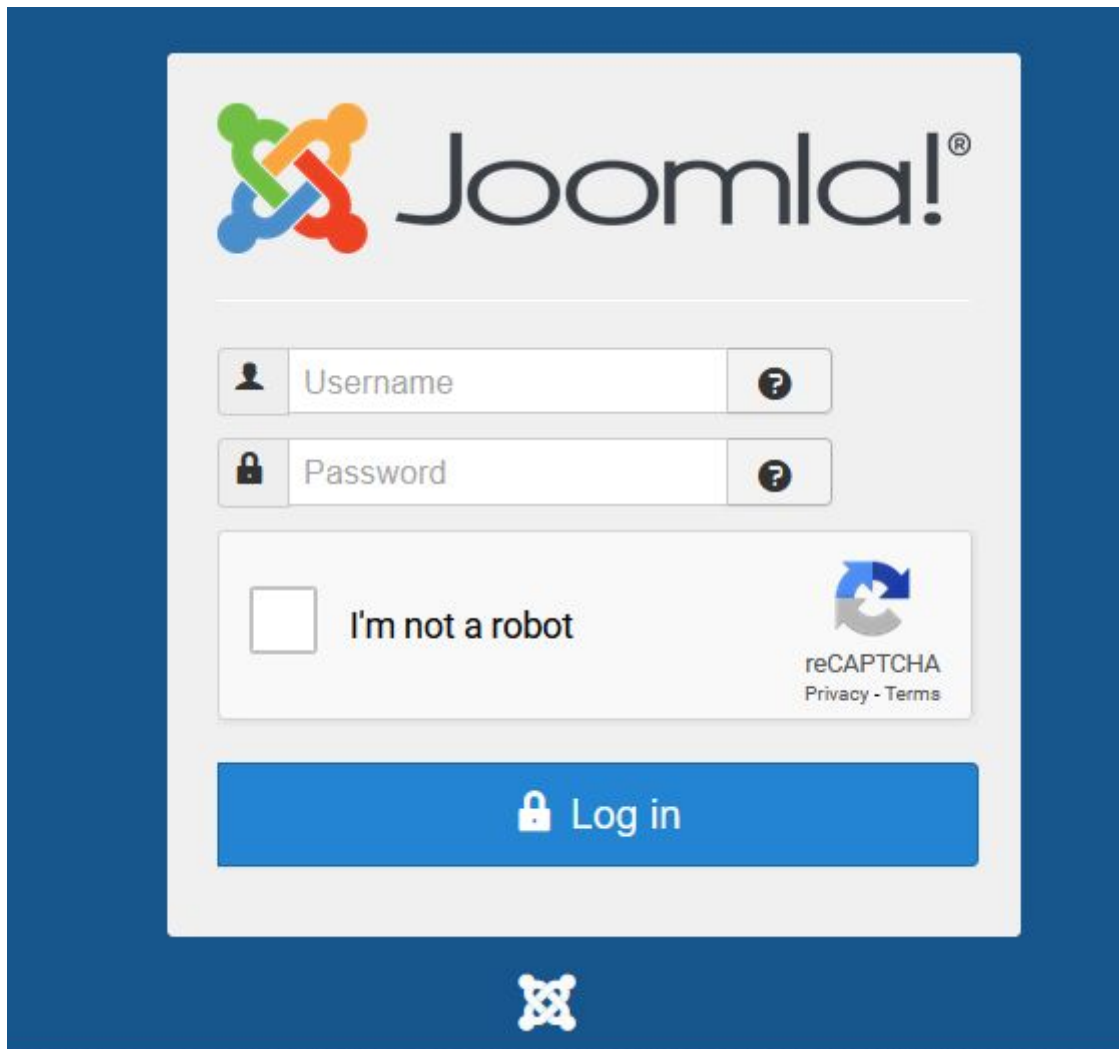 Joomla!®
Username
Password
I'm not a robot
reCAPTCHA
Privacy - Terms
Log in